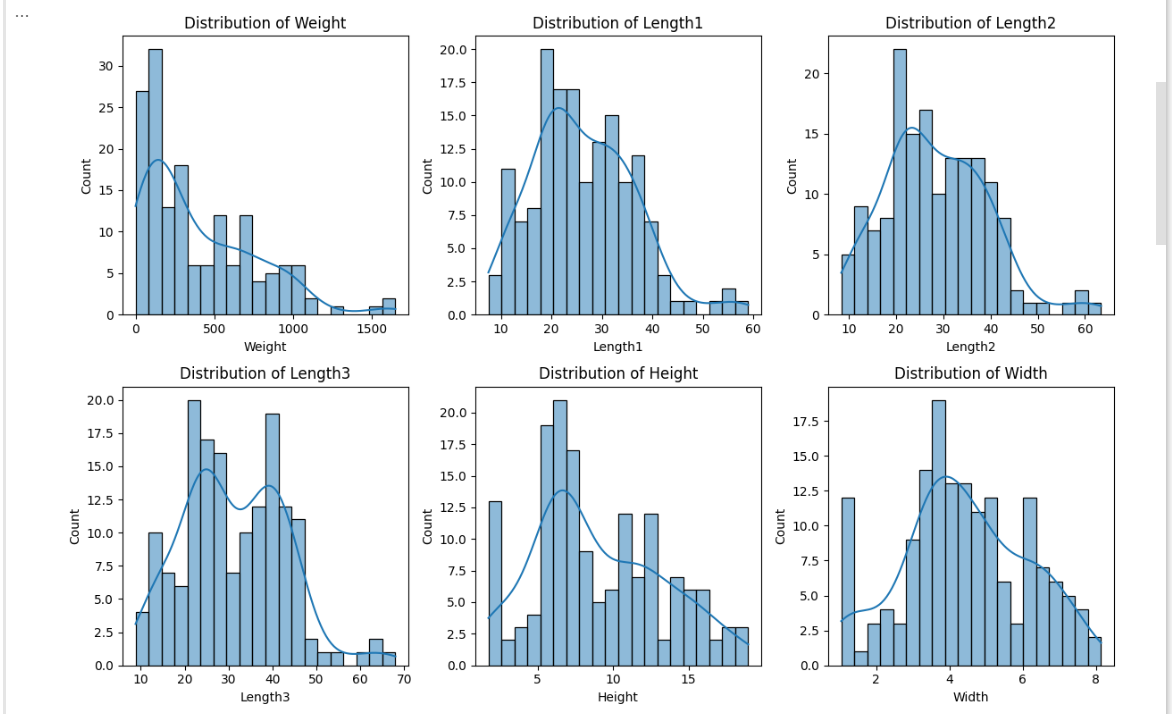 ...
Distribution of Weight
30
25
20
15
10
5
0
Count
0 500 1000 1500
Weight
Distribution of Length1
20.0
17.5
15.0
12.5
10.0
7.5
5.0
2.5
0.0
Count
10 20 30 40 50 60
Length1
Distribution of Length2
20
15
10
5
0
Count
10 20 30 40 50 60
Length2
Distribution of Length3
20.0
17.5
15.0
12.5
10.0
7.5
5.0
2.5
0.0
Count
10 20 30 40 50 60 70
Length3
Distribution of Height
20.0
17.5
15.0
12.5
10.0
7.5
5.0
2.5
0.0
Count
5 10 15
Height
Distribution of Width
17.5
15.0
12.5
10.0
7.5
5.0
2.5
0.0
Count
2 4 6 8
Width